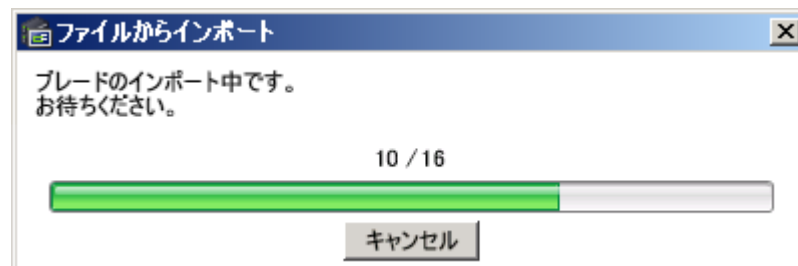 ファイルからインポート
ブレードのインポート中です。
お待ちください。
10 / 16
キャンセル